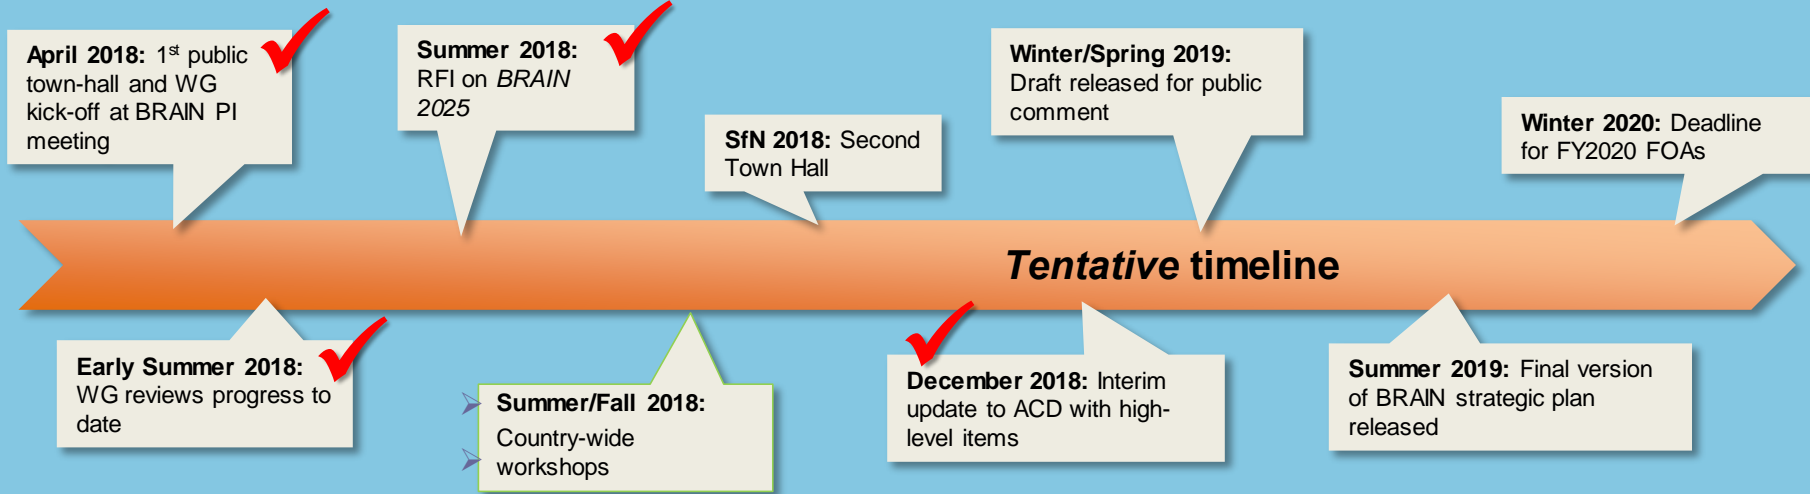 April 2018: 1st public
town-hall and WG
kick-off at BRAIN PI
meeting
Summer 2018:
RFI on BRAIN
2025
SfN 2018: Second
Town Hall
Winter/Spring 2019:
Draft released for public
comment
Winter 2020: Deadline
for FY2020 FOAs
Tentative timeline
Early Summer 2018:
WG reviews progress to
date
Summer/Fall 2018:
Country-wide
workshops
December 2018: Interim
update to ACD with high-
level items
Summer 2019: Final version
of BRAIN strategic plan
released